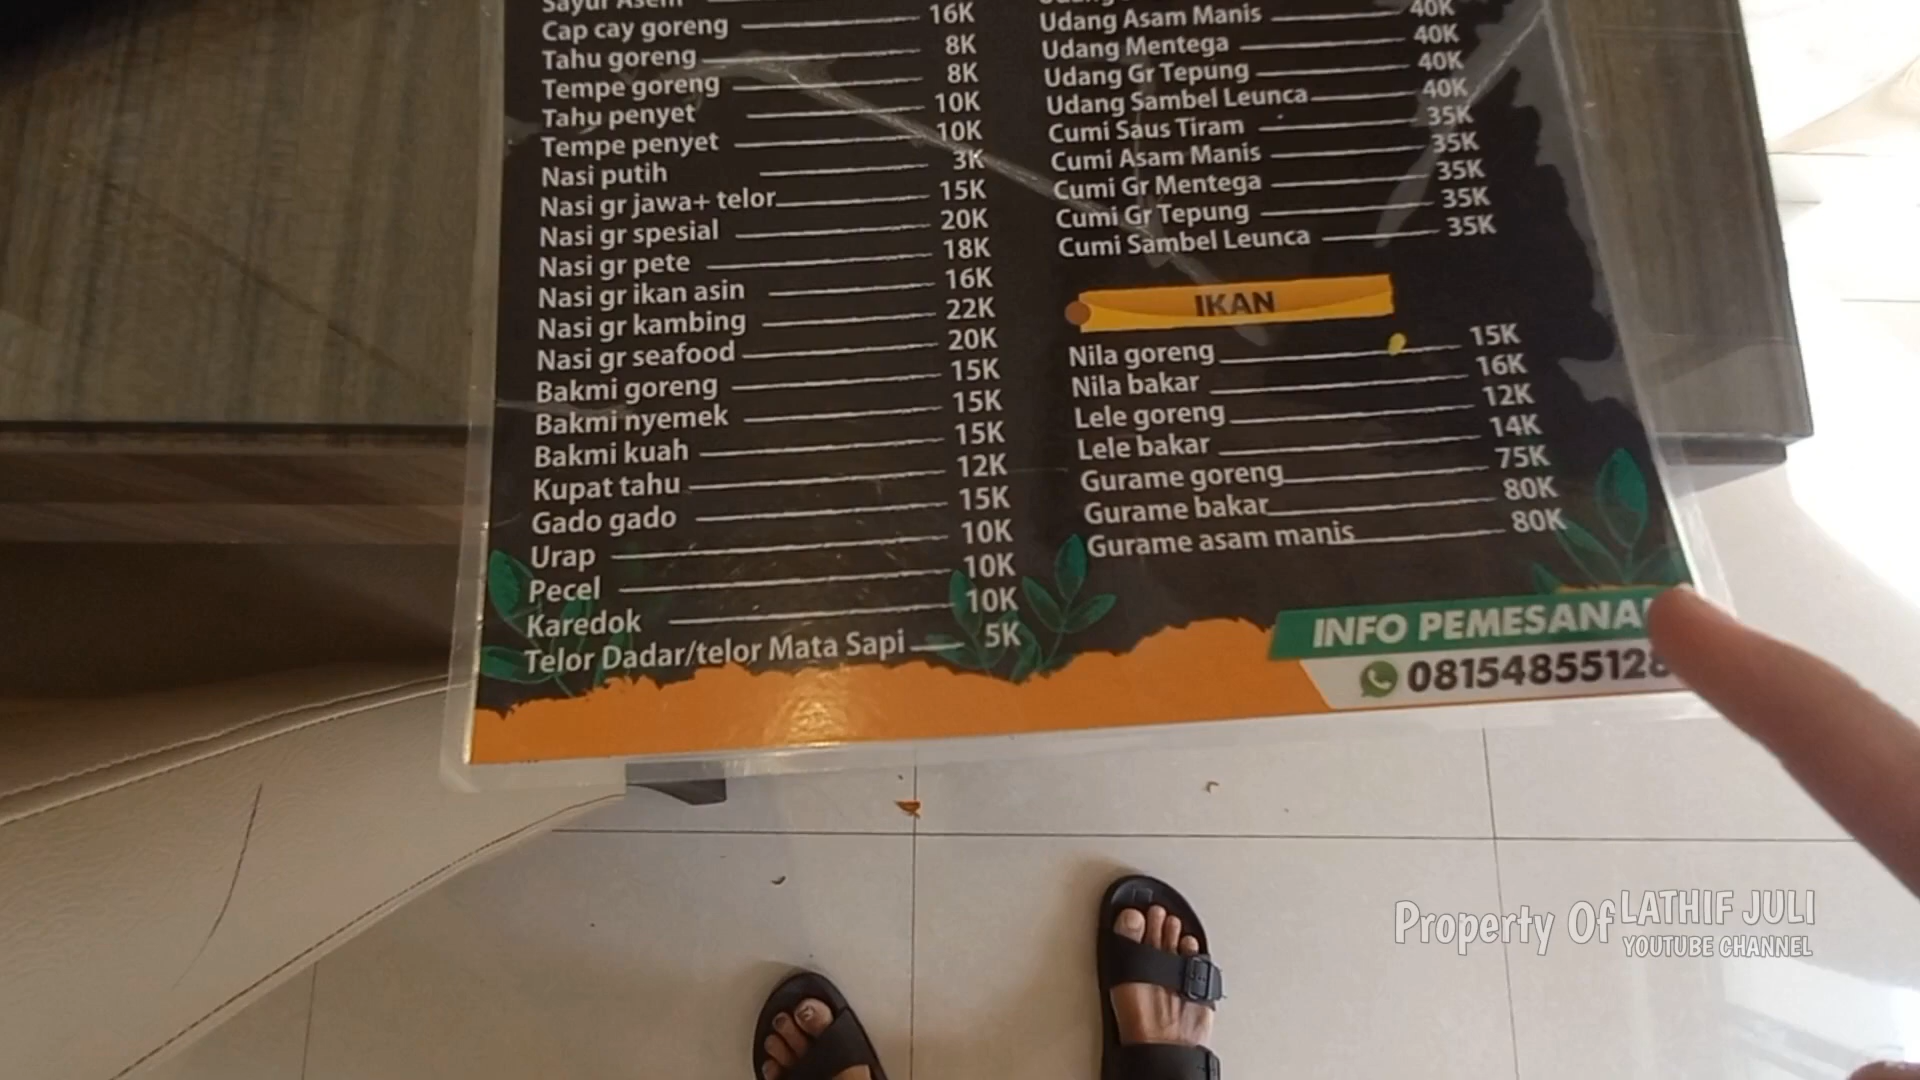 Sayur Asem
Cap cay goreng 16K
Tahu goreng 8K
Tempe goreng 8K
Tahu penyet 10K
Tempe penyet 10K
Nasi putih 3K
Nasi gr jawa+ telor 15K
Nasi gr spesial 20K
Nasi gr pete 18K
Nasi gr ikan asin 16K
Nasi gr kambing 22K
Nasi gr seafood 20K
Bakmi goreng 15K
Bakmi nyemek 15K
Bakmi kuah 15K
Kupat tahu 12K
Gado gado 15K
Urap 10K
Pecel 10K
Karedok 10K
Telor Dadar/telor Mata Sapi 5K
Udang Asam Manis 40K
Udang Mentega 40K
Udang Gr Tepung 40K
Udang Sambel Leunca 40K
Cumi Saus Tiram 35K
Cumi Asam Manis 35K
Cumi Gr Mentega 35K
Cumi Gr Tepung 35K
Cumi Sambel Leunca 35K
IKAN
Nila goreng 15K
Nila bakar 16K
Lele goreng 12K
Lele bakar 14K
Gurame goreng 75K
Gurame bakar 80K
Gurame asam manis 80K
INFO PEMESANA
08154855128
Property Of LATHIF JULI
YOUTUBE CHANNEL